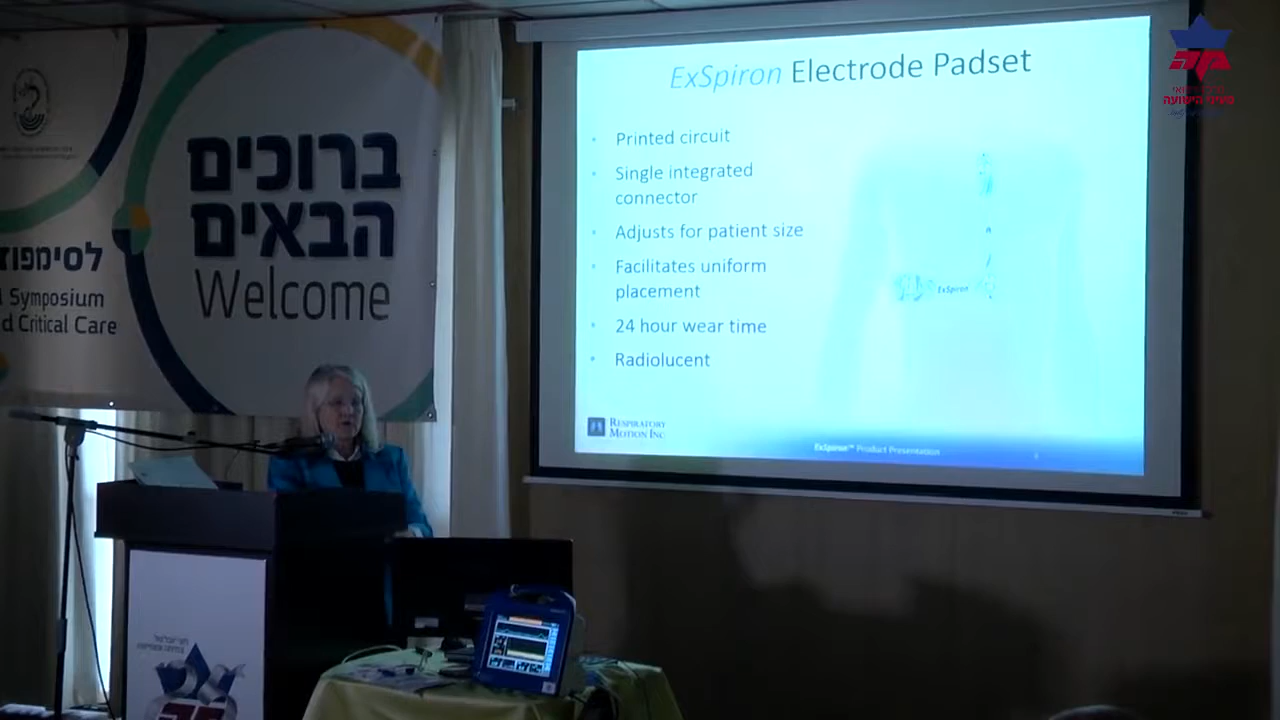 ברוכים
הבאים
Welcome
לסימפוז
Symposium
d Critical Care
ExSpiron Electrode Padset
Printed circuit
Single integrated
connector
Adjusts for patient size
Facilitates uniform
placement
24 hour wear time
Radiolucent
ExSpiron
RESPIRATORY
MOTION INC
ExSpiron™ Product Presentation